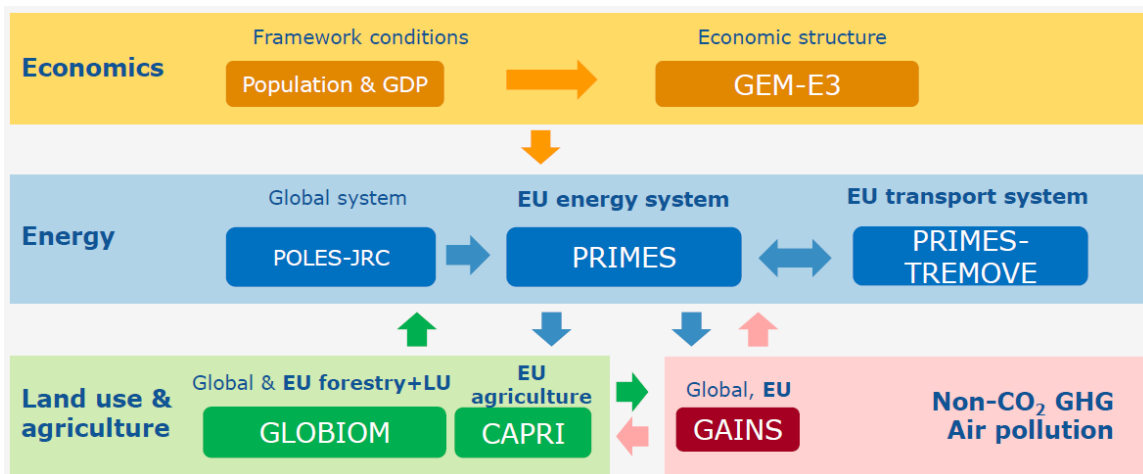 Economics
Framework conditions
Population & GDP
Economic structure
GEM-E3
Energy
Global system
POLES-JRC
EU energy system
PRIMES
EU transport system
PRIMES-
TREMOVE
Land use &
agriculture
Global & EU forestry+LU
GLOBIOM
EU
agriculture
CAPRI
Global, EU
GAINS
Non-CO₂ GHG
Air pollution